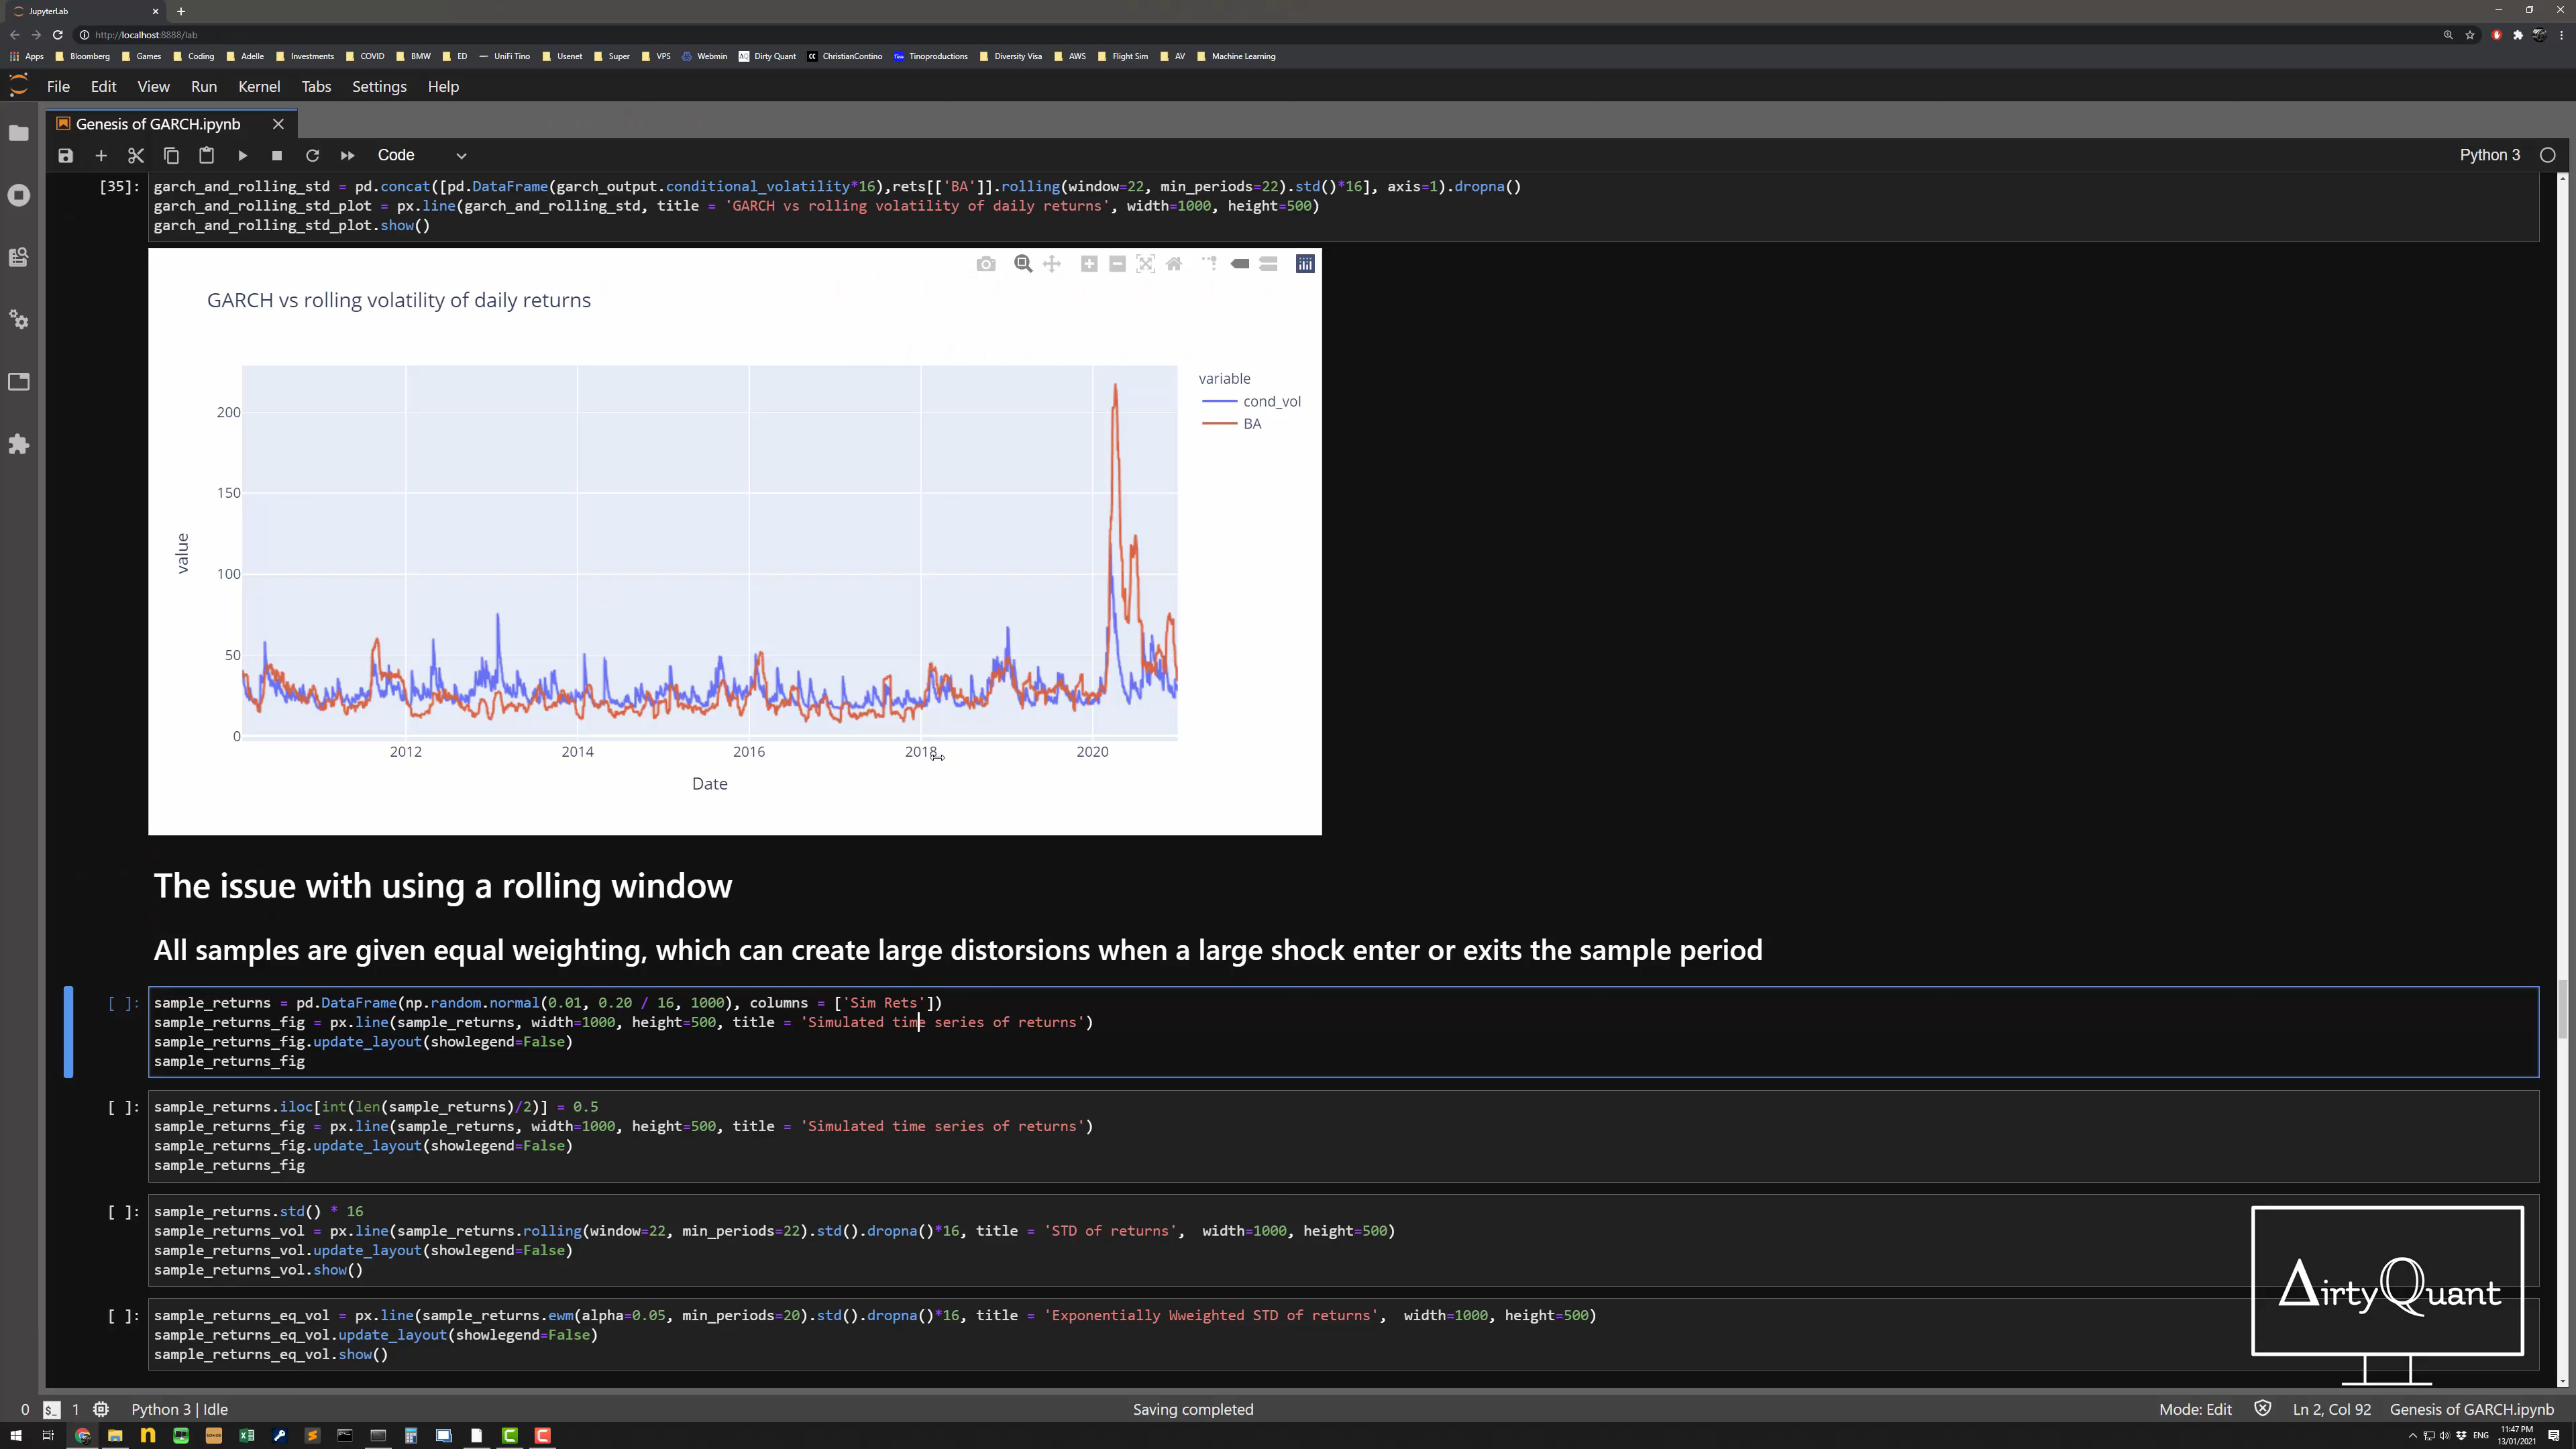 JupyterLab
http://localhost:8888/lab
Apps Bloomberg Games Coding Adelle Investments COVID BMW ED UniFi Tino Usenet Super VPS Webmin Dirty Quant ChristianContino Tinoproductions Diversity Visa AWS Flight Sim AV Machine Learning
File Edit View Run Kernel Tabs Settings Help
Genesis of GARCH.ipynb
Code
Python 3
[35]: garch_and_rolling_std = pd.concat([pd.DataFrame(garch_output.conditional_volatility*16),rets[['BA']].rolling(window=22, min_periods=22).std()*16], axis=1).dropna()
garch_and_rolling_std_plot = px.line(garch_and_rolling_std, title = 'GARCH vs rolling volatility of daily returns', width=1000, height=500)
garch_and_rolling_std_plot.show()
GARCH vs rolling volatility of daily returns
variable
cond_vol
BA
200
150
100
50
0
value
2012 2014 2016 2018 2020
Date
The issue with using a rolling window
All samples are given equal weighting, which can create large distorsions when a large shock enter or exits the sample period
[ ]: sample_returns = pd.DataFrame(np.random.normal(0.01, 0.20 / 16, 1000), columns = ['Sim Rets'])
sample_returns_fig = px.line(sample_returns, width=1000, height=500, title = 'Simulated time series of returns')
sample_returns_fig.update_layout(showlegend=False)
sample_returns_fig
[ ]: sample_returns.iloc[int(len(sample_returns)/2)] = 0.5
sample_returns_fig = px.line(sample_returns, width=1000, height=500, title = 'Simulated time series of returns')
sample_returns_fig.update_layout(showlegend=False)
sample_returns_fig
[ ]: sample_returns.std() * 16
sample_returns_vol = px.line(sample_returns.rolling(window=22, min_periods=22).std().dropna()*16, title = 'STD of returns',  width=1000, height=500)
sample_returns_vol.update_layout(showlegend=False)
sample_returns_vol.show()
[ ]: sample_returns_eq_vol = px.line(sample_returns.ewm(alpha=0.05, min_periods=20).std().dropna()*16, title = 'Exponentially Wweighted STD of returns',  width=1000, height=500)
sample_returns_eq_vol.update_layout(showlegend=False)
sample_returns_eq_vol.show()
ΔirtyQuant
0 $_ 1 Python 3 | Idle
Saving completed
Mode: Edit Ln 2, Col 92 Genesis of GARCH.ipynb
ENG
11:47 PM
13/01/2021